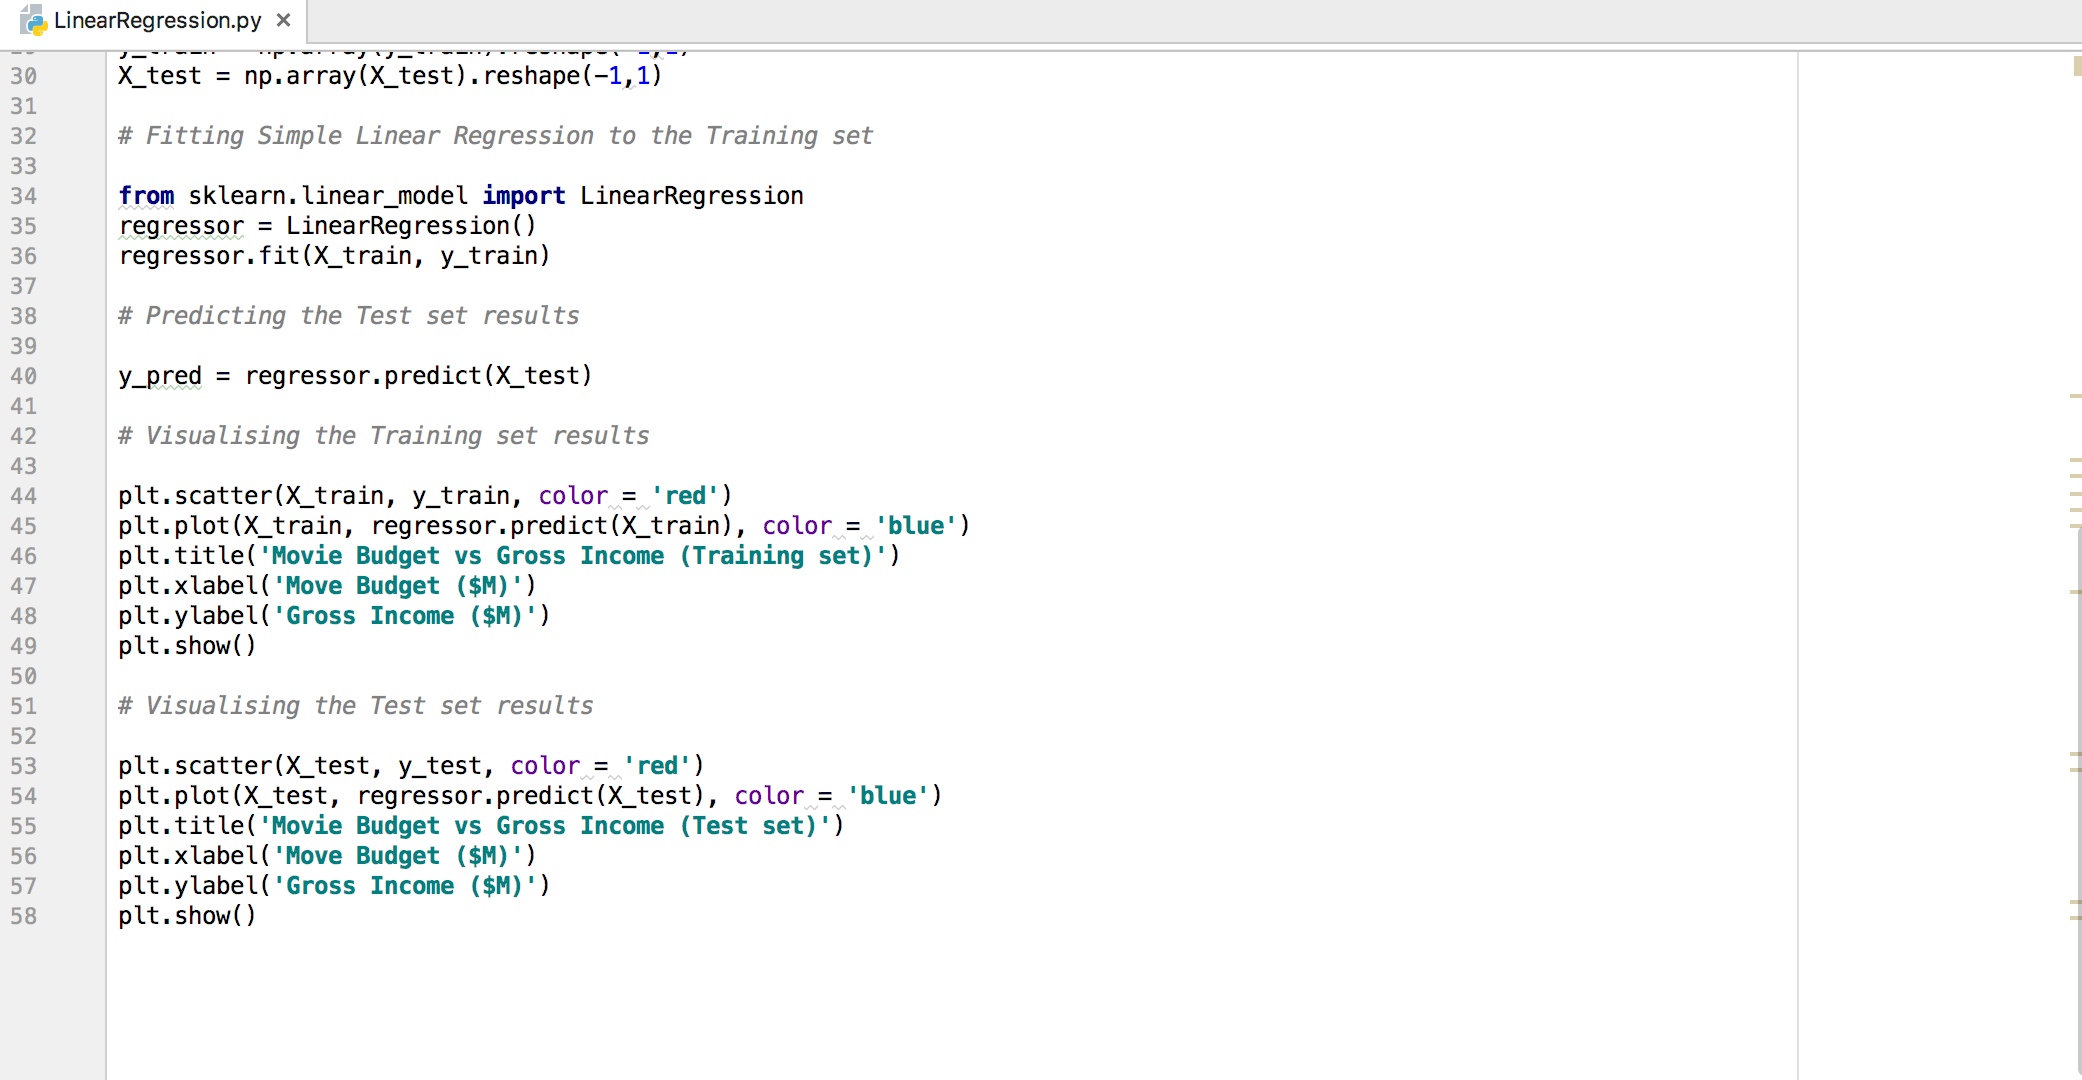 LinearRegression.py ×
30 X_test = np.array(X_test).reshape(-1,1)
31
32 # Fitting Simple Linear Regression to the Training set
33
34 from sklearn.linear_model import LinearRegression
35 regressor = LinearRegression()
36 regressor.fit(X_train, y_train)
37
38 # Predicting the Test set results
39
40 y_pred = regressor.predict(X_test)
41
42 # Visualising the Training set results
43
44 plt.scatter(X_train, y_train, color = 'red')
45 plt.plot(X_train, regressor.predict(X_train), color = 'blue')
46 plt.title('Movie Budget vs Gross Income (Training set)')
47 plt.xlabel('Move Budget ($M)')
48 plt.ylabel('Gross Income ($M)')
49 plt.show()
50
51 # Visualising the Test set results
52
53 plt.scatter(X_test, y_test, color = 'red')
54 plt.plot(X_test, regressor.predict(X_test), color = 'blue')
55 plt.title('Movie Budget vs Gross Income (Test set)')
56 plt.xlabel('Move Budget ($M)')
57 plt.ylabel('Gross Income ($M)')
58 plt.show()